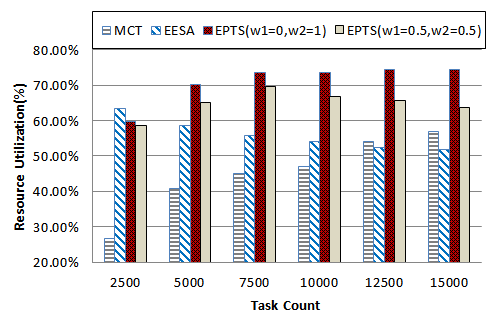 MCT EESA EPTS(w1=0,w2=1) EPTS(w1=0.5,w2=0.5)
80.00%
70.00%
60.00%
50.00%
40.00%
30.00%
20.00%
Resource Utilization(%)
2500 5000 7500 10000 12500 15000
Task Count